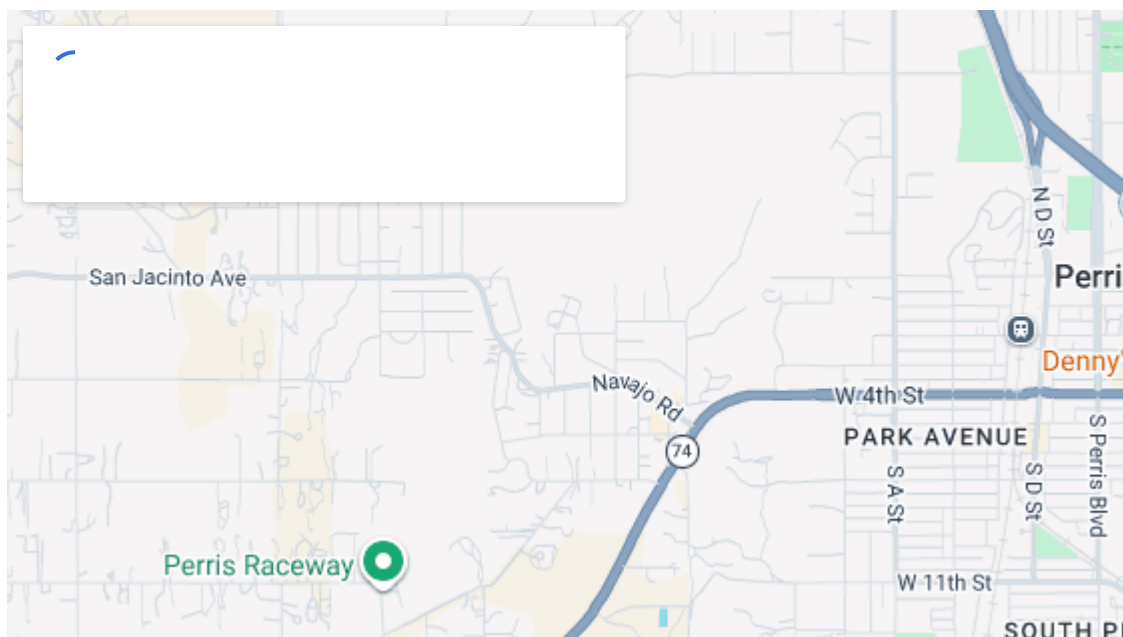 N D St
San Jacinto Ave
Perri
Denny'
Navajo Rd
W 4th St
PARK AVENUE
74
S Perris Blvd
S A St
S D St
Perris Raceway
W 11th St
SOUTH P